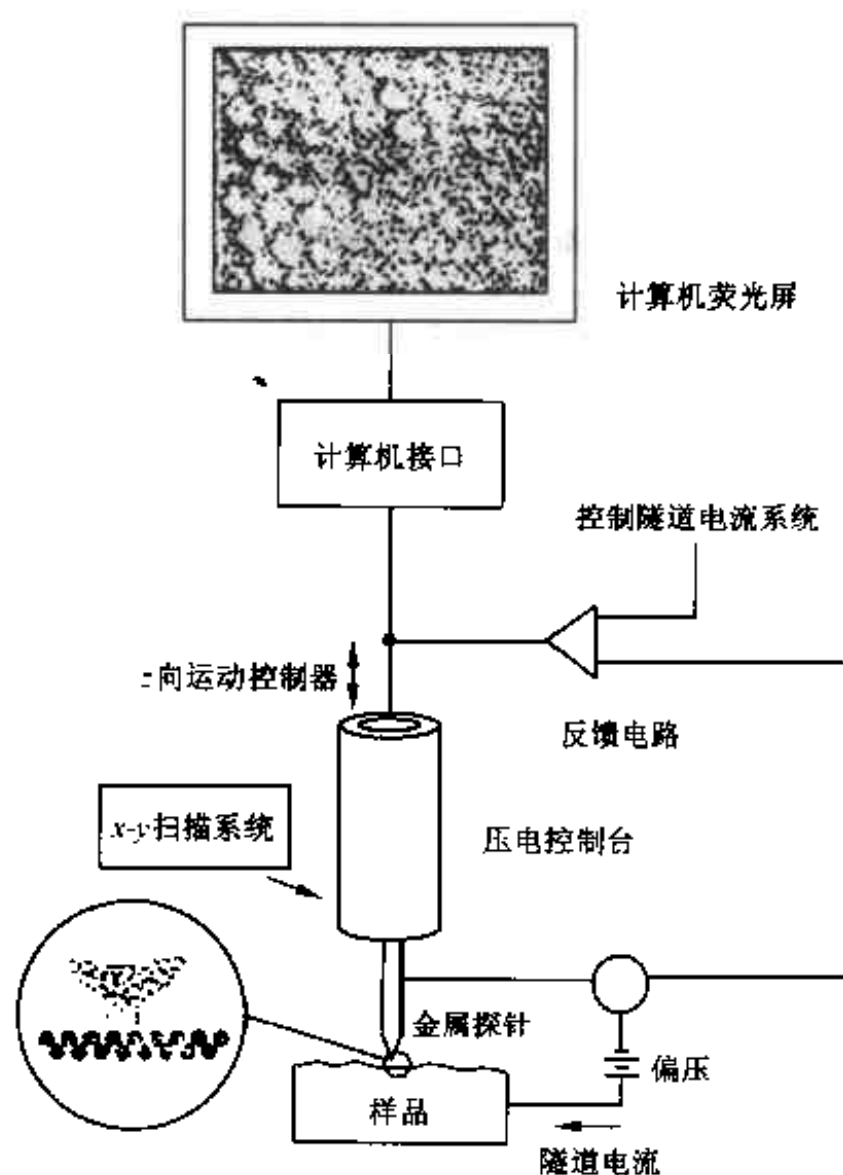 计算机荧光屏
计算机接口
控制隧道电流系统
z向运动控制器
反馈电路
x-y扫描系统
压电控制台
金属探针
偏压
样品
隧道电流